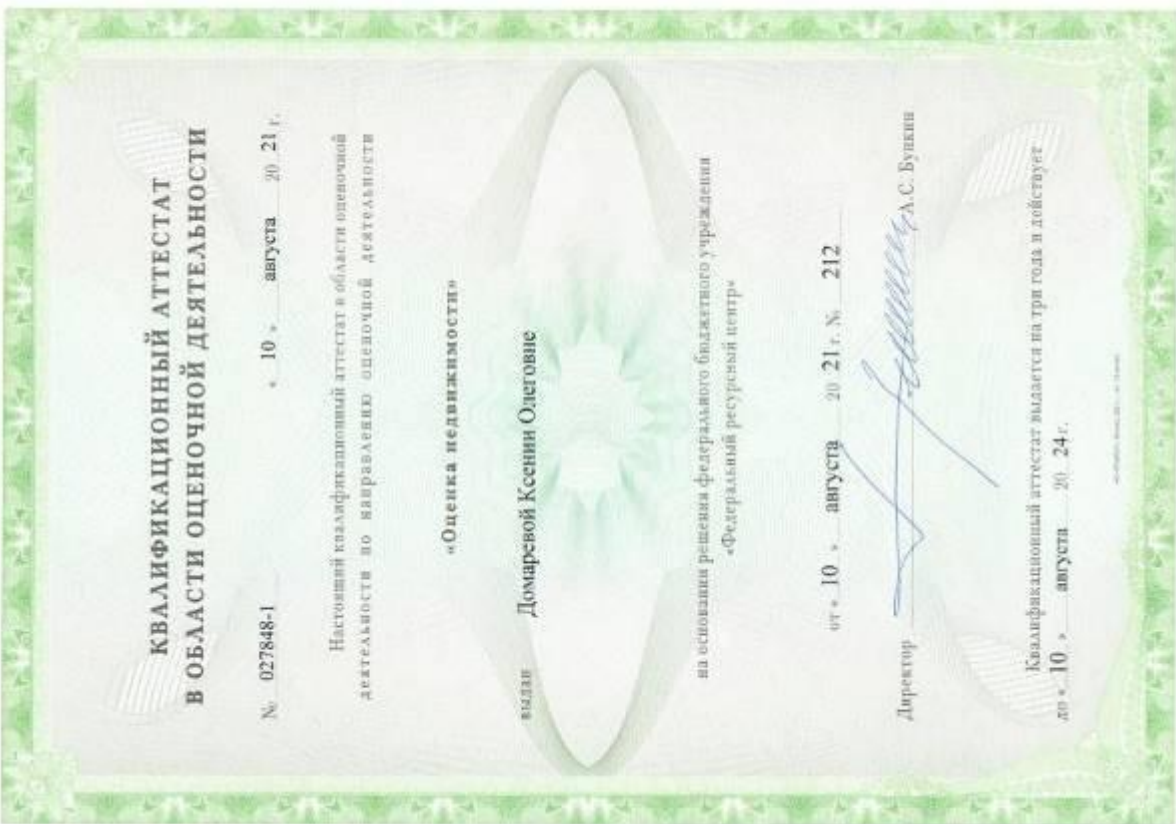 КВАЛИФИКАЦИОННЫЙ АТТЕСТАТ
В ОБЛАСТИ ОЦЕНОЧНОЙ ДЕЯТЕЛЬНОСТИ
№ 027848-1 « 10 » августа 20 21 г.
Настоящий квалификационный аттестат в области оценочной
деятельности по направлению оценочной деятельности
«Оценка недвижимости»
выдан Домаревой Ксении Олеговне
на основании решения федерального бюджетного учреждения
«Федеральный ресурсный центр»
от « 10 » августа 20 21 г. № 212
Директор А.С. Бункин
Квалификационный аттестат выдается на три года и действует
до « 10 » августа 20 24 г.